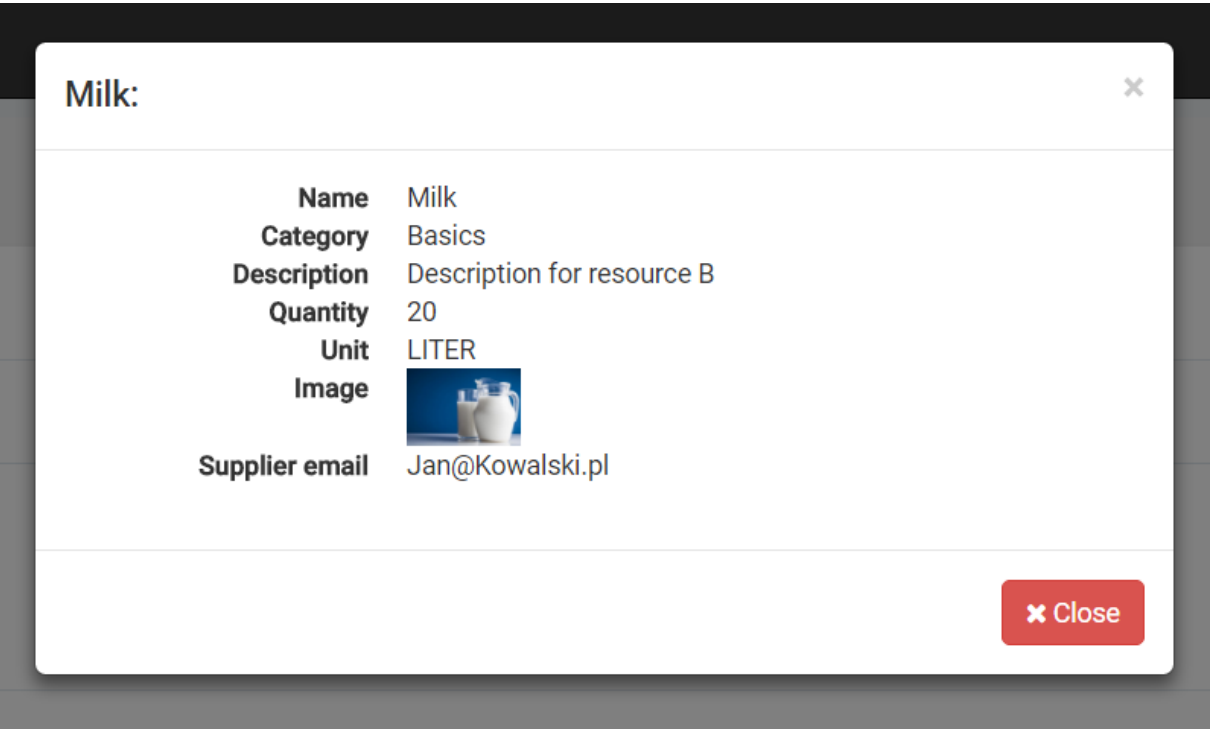 Milk:
×
Name Milk
Category Basics
Description Description for resource B
Quantity 20
Unit LITER
Image
Supplier email Jan@Kowalski.pl
✖ Close